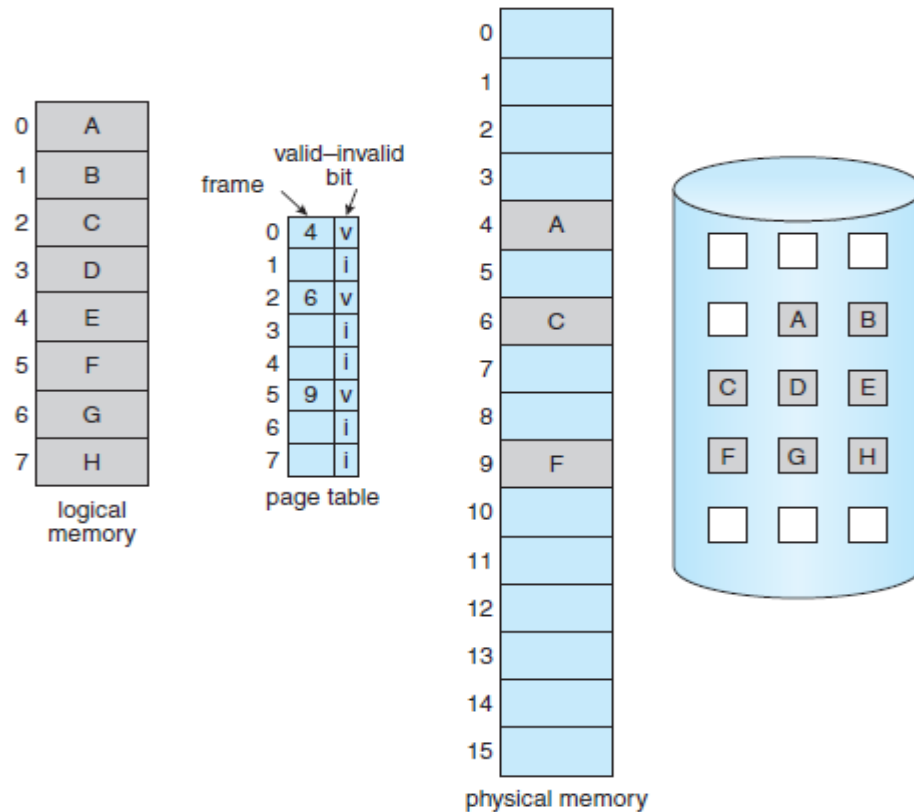 0 A
1 B
2 C
3 D
4 E
5 F
6 G
7 H
logical
memory
valid–invalid
bit
frame
0 4 v
1 i
2 6 v
3 i
4 i
5 9 v
6 i
7 i
page table
0
1
2
3
4 A
5
6 C
7
8
9 F
10
11
12
13
14
15
physical memory
A B
C D E
F G H